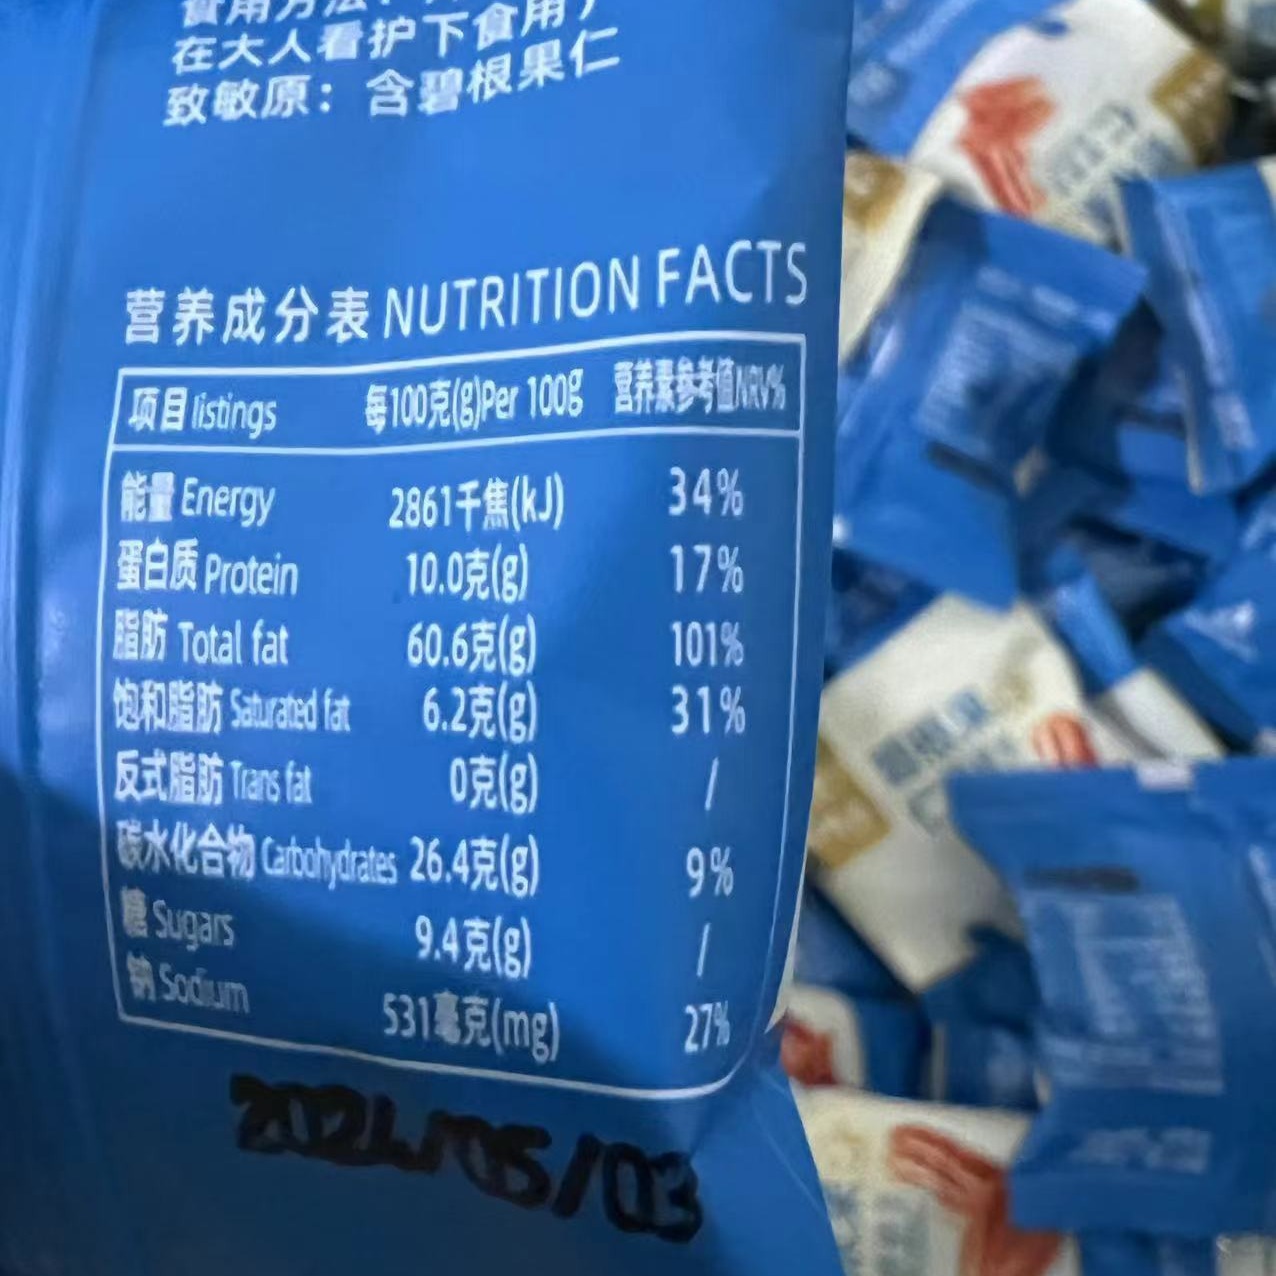 食用方法：
在大人看护下食用，
致敏原：含碧根果仁
营养成分表 NUTRITION FACTS
项目 listings 每100克(g)Per 100g 营养素参考值NRV%
能量 Energy 2861千焦(kJ) 34%
蛋白质 Protein 10.0克(g) 17%
脂肪 Total fat 60.6克(g) 101%
饱和脂肪 Saturated fat 6.2克(g) 31%
反式脂肪 Trans fat 0克(g) /
碳水化合物 Carbohydrates 26.4克(g) 9%
糖 Sugars 9.4克(g) /
钠 Sodium 531毫克(mg) 27%
2024/05/03